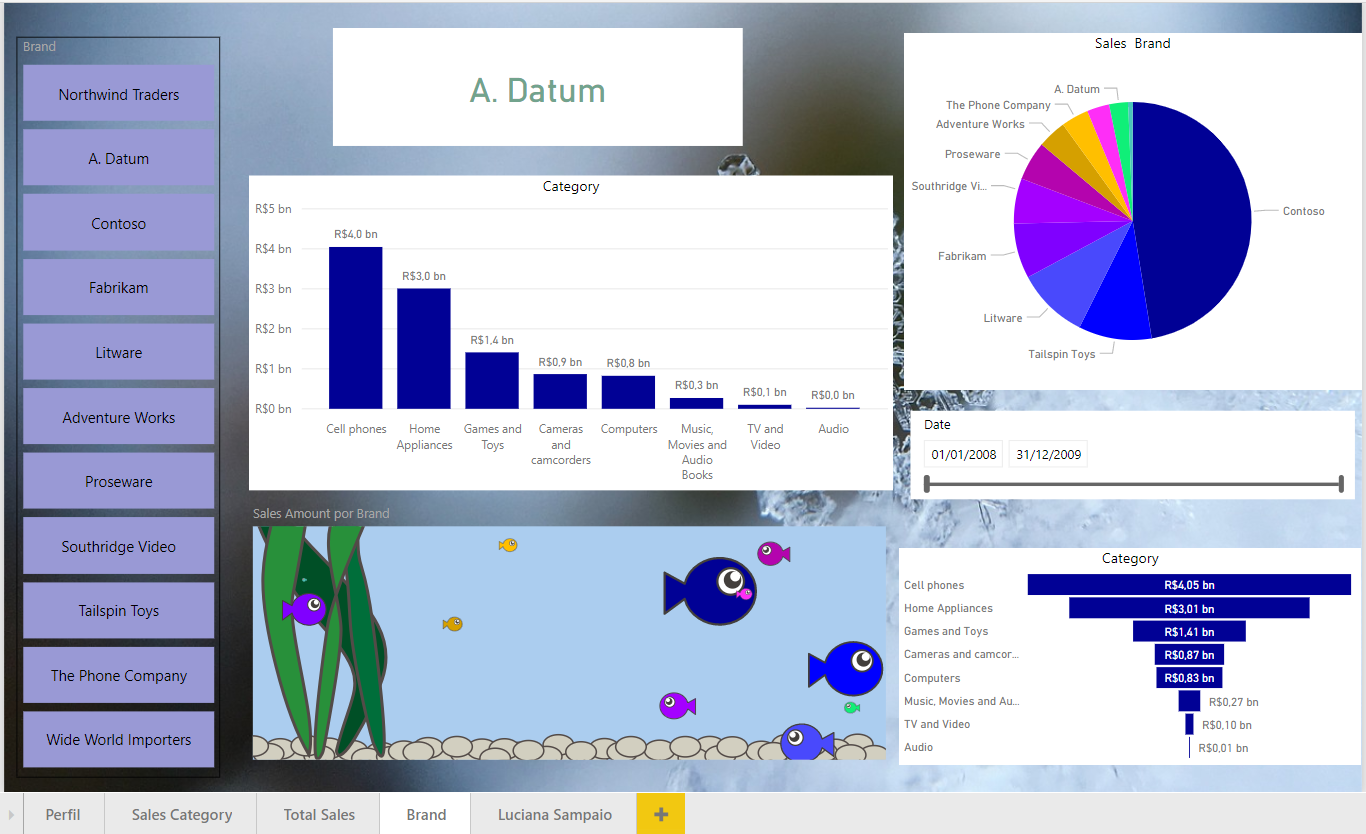 Brand
Northwind Traders
A. Datum
Contoso
Fabrikam
Litware
Adventure Works
Proseware
Southridge Video
Tailspin Toys
The Phone Company
Wide World Importers
A. Datum
Category
R$5 bn
R$4 bn
R$3 bn
R$2 bn
R$1 bn
R$0 bn
R$4,0 bn
R$3,0 bn
R$1,4 bn
R$0,9 bn
R$0,8 bn
R$0,3 bn
R$0,1 bn
R$0,0 bn
Cell phones
Home
Appliances
Games and
Toys
Cameras
and
camcorders
Computers
Music,
Movies and
Audio
Books
TV and
Video
Audio
Sales Amount por Brand
Sales Brand
A. Datum
The Phone Company
Adventure Works
Proseware
Southridge Vi...
Fabrikam
Litware
Tailspin Toys
Contoso
Date
01/01/2008 31/12/2009
Category
Cell phones R$4,05 bn
Home Appliances R$3,01 bn
Games and Toys R$1,41 bn
Cameras and camcor... R$0,87 bn
Computers R$0,83 bn
Music, Movies and Au... R$0,27 bn
TV and Video R$0,10 bn
Audio R$0,01 bn
Perfil Sales Category Total Sales Brand Luciana Sampaio +